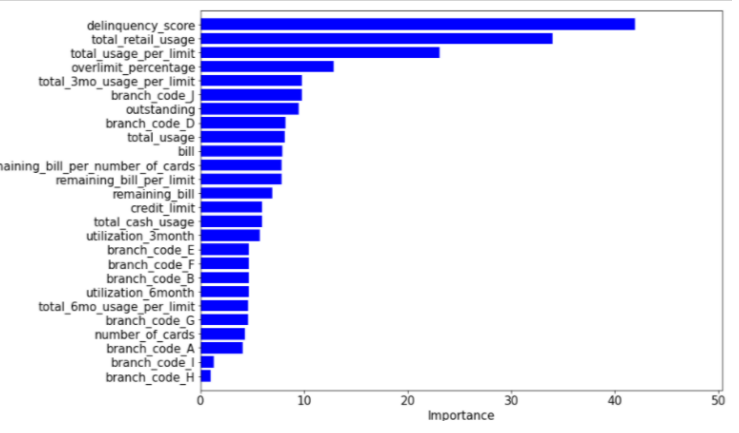 delinquency_score
total_retail_usage
total_usage_per_limit
overlimit_percentage
total_3mo_usage_per_limit
branch_code_J
outstanding
branch_code_D
total_usage
bill
naining_bill_per_number_of_cards
remaining_bill_per_limit
remaining_bill
credit_limit
total_cash_usage
utilization_3month
branch_code_E
branch_code_F
branch_code_B
utilization_6month
total_6mo_usage_per_limit
branch_code_G
number_of_cards
branch_code_A
branch_code_I
branch_code_H
0 10 20 30 40 50
Importance